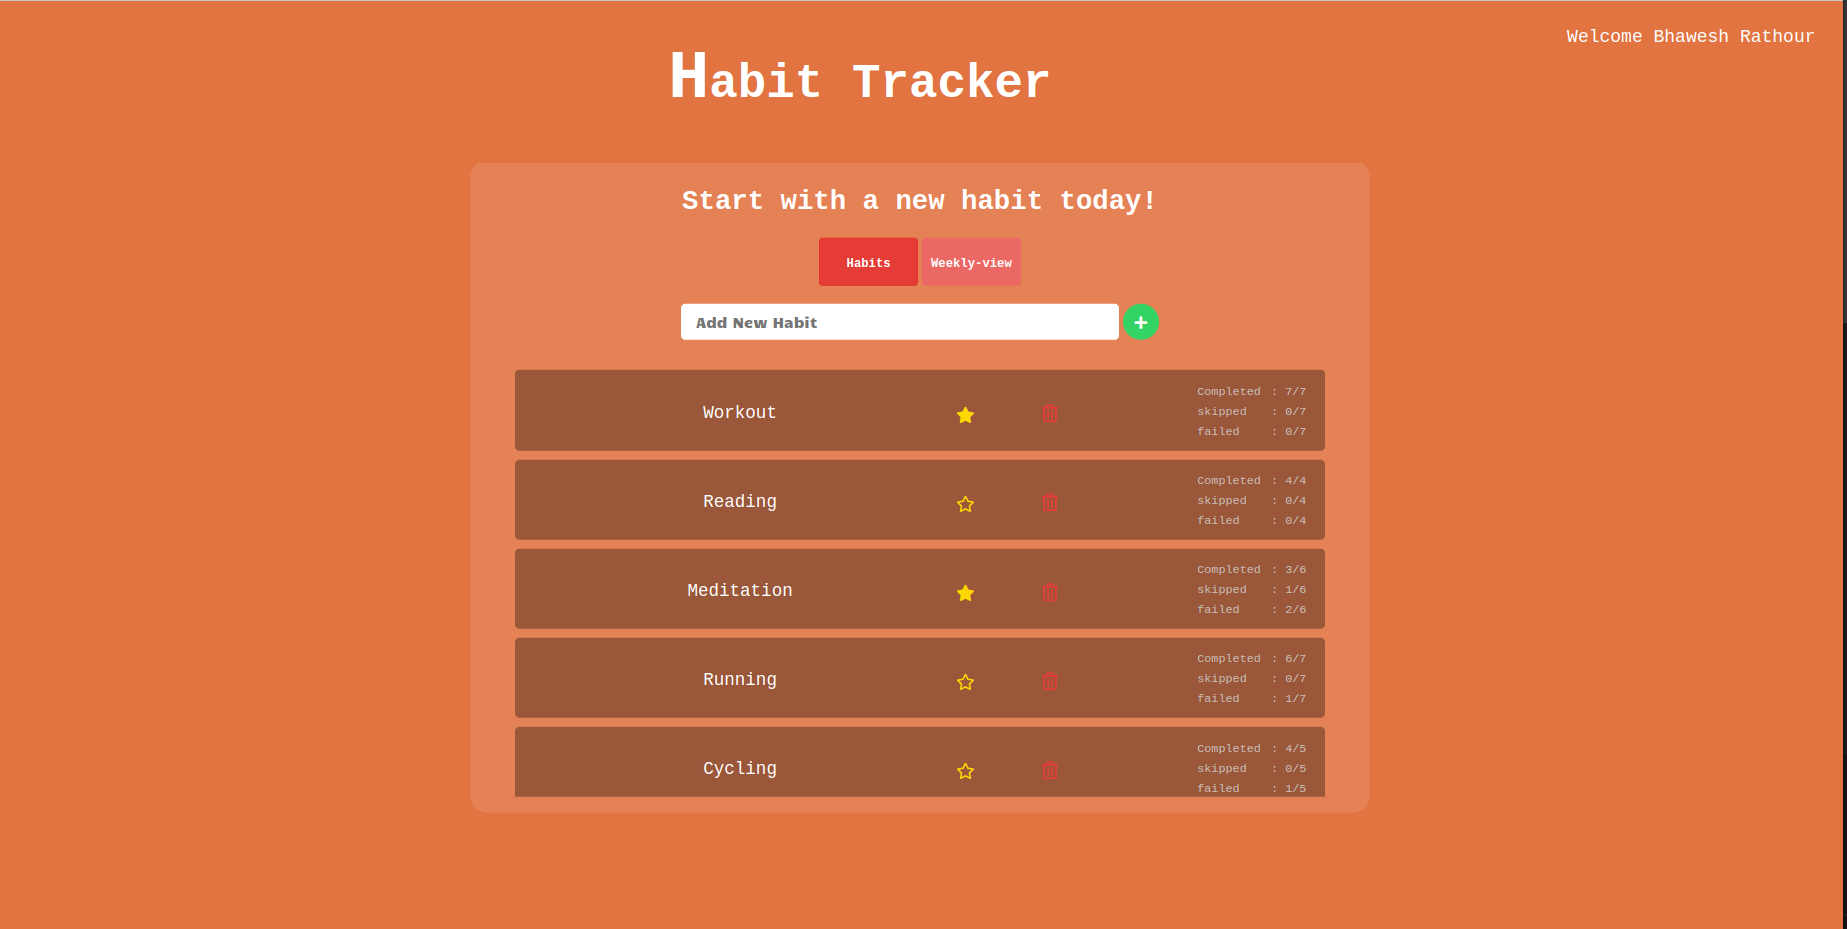 Welcome Bhawesh Rathour
Habit Tracker
Start with a new habit today!
Habits Weekly-view
Add New Habit +
Workout
Completed : 7/7
skipped : 0/7
failed : 0/7
Reading
Completed : 4/4
skipped : 0/4
failed : 0/4
Meditation
Completed : 3/6
skipped : 1/6
failed : 2/6
Running
Completed : 6/7
skipped : 0/7
failed : 1/7
Cycling
Completed : 4/5
skipped : 0/5
failed : 1/5